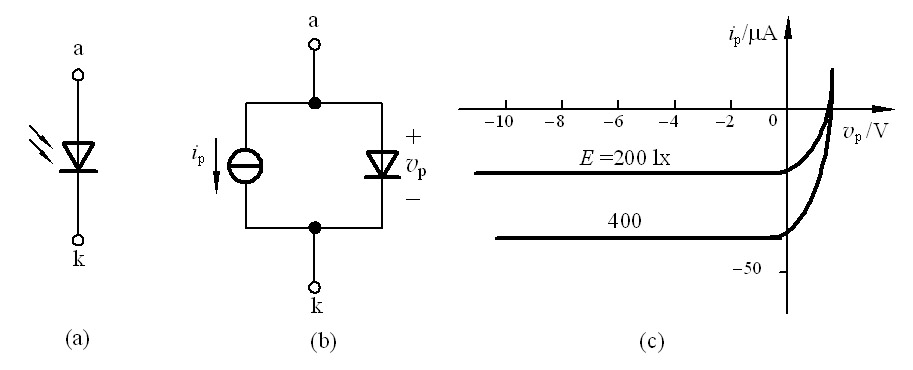 a
k
(a)
a
i_p
+
v_p
−
k
(b)
i_p/μA
−10 −8 −6 −4 −2 0
v_p/V
E =200 lx
400
−50
(c)